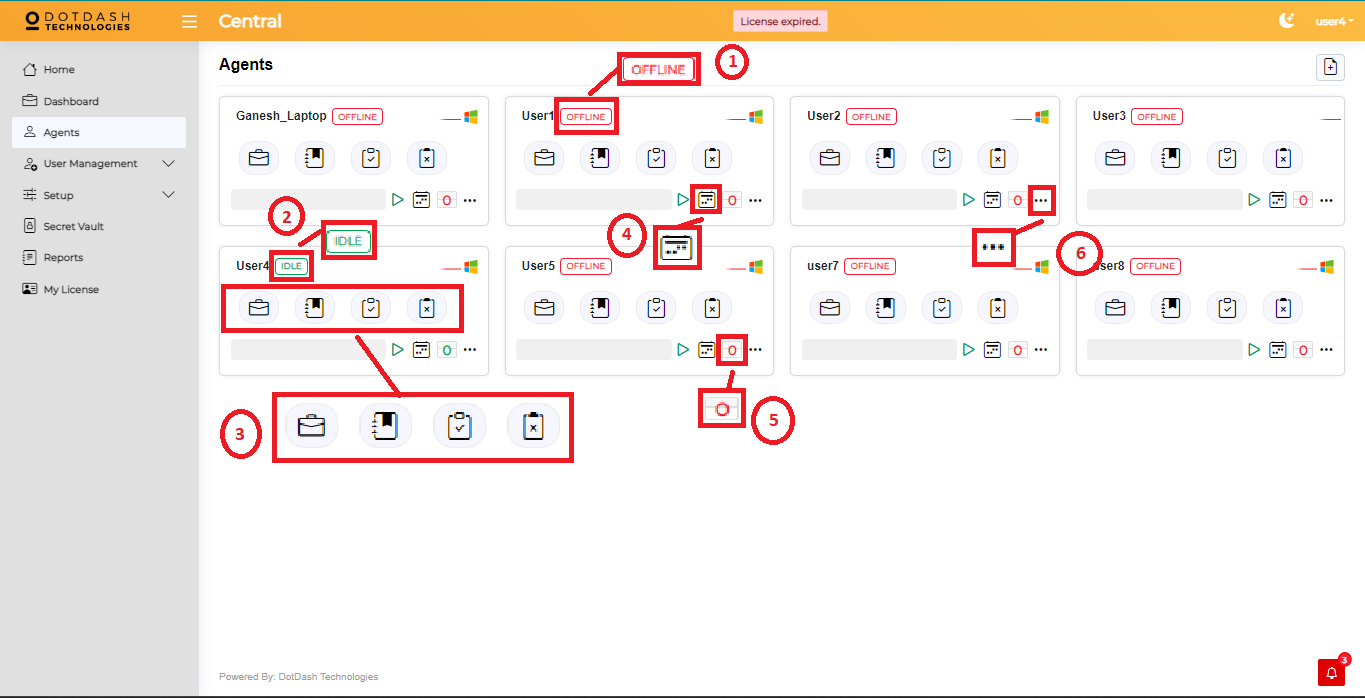 DOTDASH
TECHNOLOGIES
Central
License expired.
user4
Home
Dashboard
Agents
User Management
Setup
Secret Vault
Reports
My License
Agents
OFFLINE
1
Ganesh_Laptop OFFLINE
User1 OFFLINE
User2 OFFLINE
User3 OFFLINE
0
0
0
0
2
IDLE
4
6
User4 IDLE
User5 OFFLINE
user7 OFFLINE
ser8 OFFLINE
0
0
0
0
3
0
5
Powered By: DotDash Technologies
3